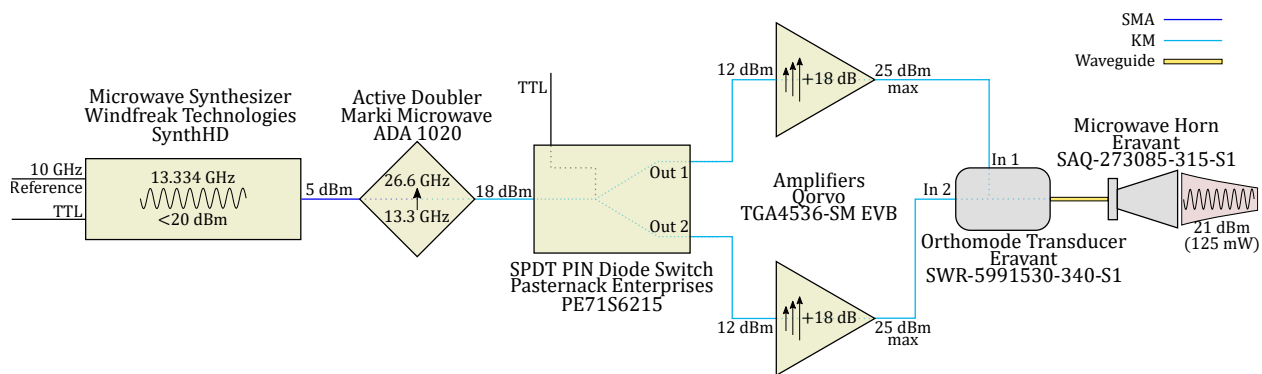 SMA
KM
Waveguide
Microwave Synthesizer
Windfreak Technologies
SynthHD
10 GHz
Reference
TTL
13.334 GHz
<20 dBm
5 dBm
Active Doubler
Marki Microwave
ADA 1020
26.6 GHz
13.3 GHz
18 dBm
TTL
Out 1
Out 2
SPDT PIN Diode Switch
Pasternack Enterprises
PE71S6215
12 dBm
+18 dB
25 dBm
max
Amplifiers
Qorvo
TGA4536-SM EVB
12 dBm
+18 dB
25 dBm
max
In 1
In 2
Orthomode Transducer
Eravant
SWR-5991530-340-S1
Microwave Horn
Eravant
SAQ-273085-315-S1
21 dBm
(125 mW)